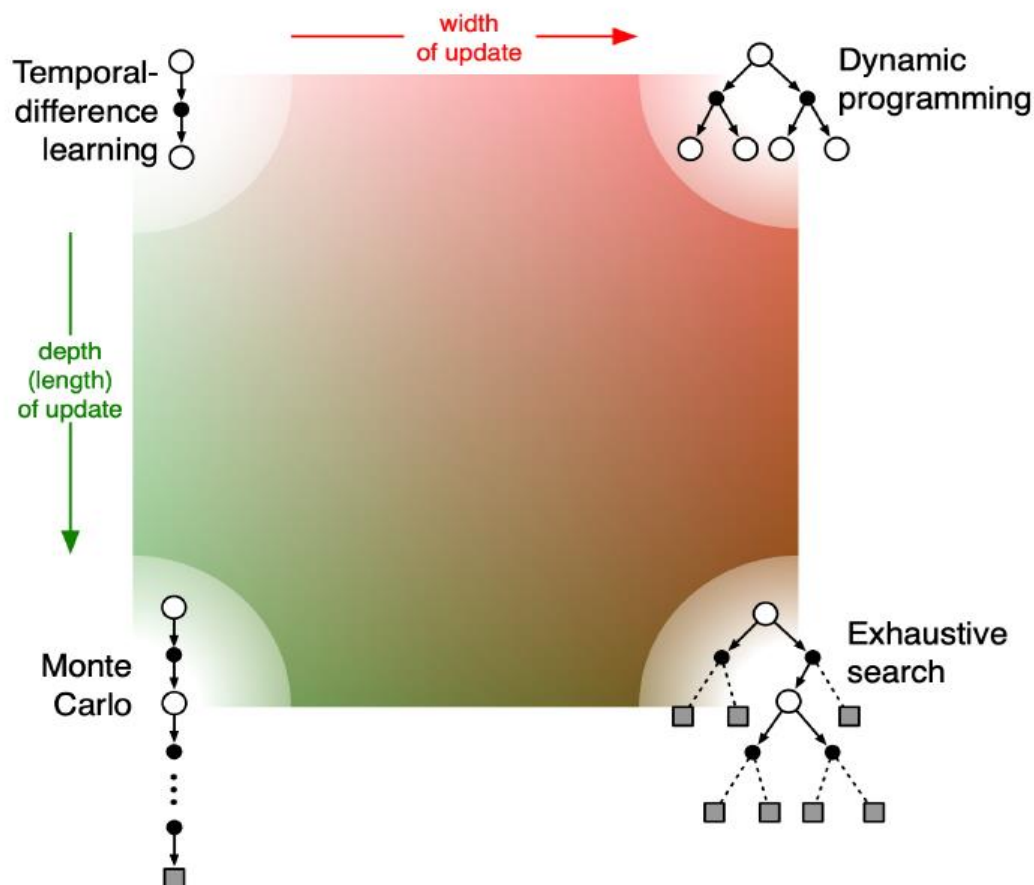 width
of update
Temporal-
difference
learning
Dynamic
programming
depth
(length)
of update
Monte
Carlo
Exhaustive
search